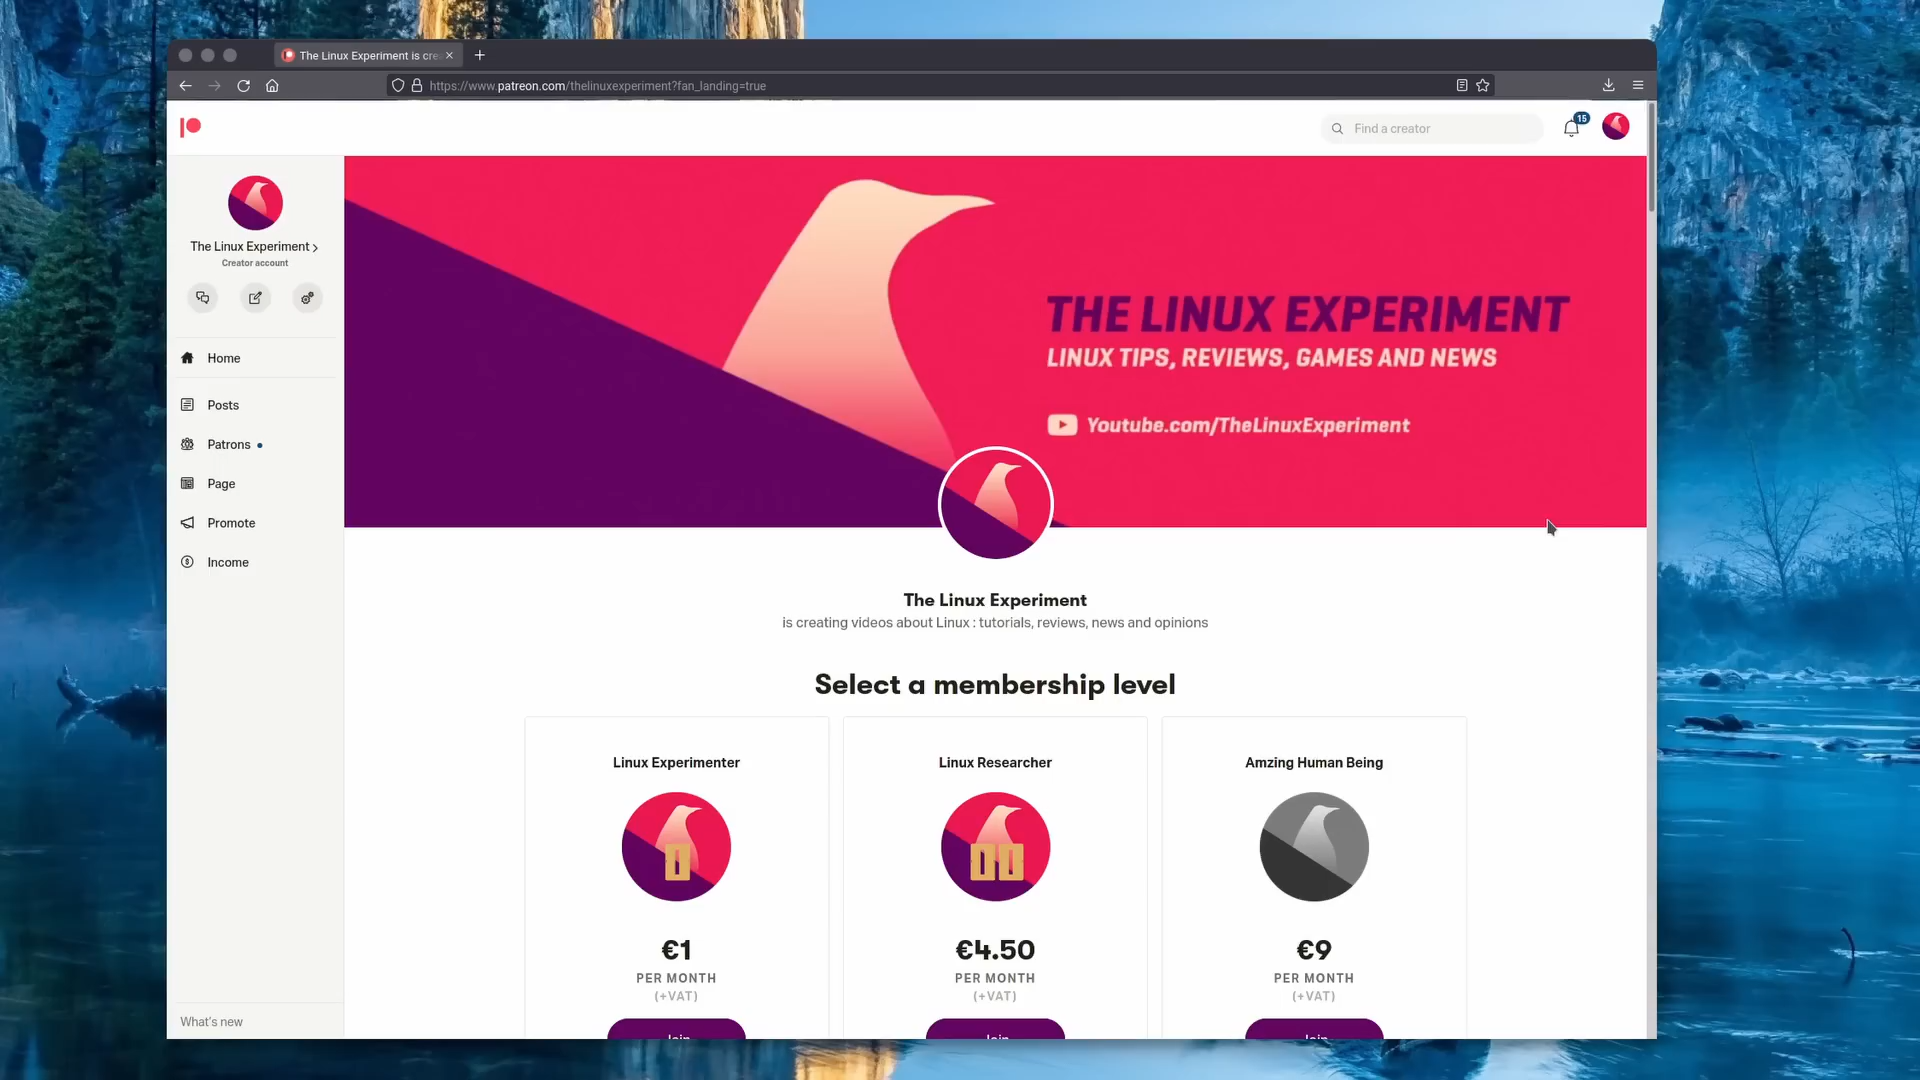 The Linux Experiment is cre
https://www.patreon.com/thelinuxexperiment?fan_landing=true
Find a creator
15
The Linux Experiment
Creator account
Home
Posts
Patrons
Page
Promote
Income
What's new
THE LINUX EXPERIMENT
LINUX TIPS, REVIEWS, GAMES AND NEWS
Youtube.com/TheLinuxExperiment
The Linux Experiment
is creating videos about Linux : tutorials, reviews, news and opinions
Select a membership level
Linux Experimenter
€1
PER MONTH
(+VAT)
Join
Linux Researcher
€4.50
PER MONTH
(+VAT)
Join
Amzing Human Being
€9
PER MONTH
(+VAT)
Join